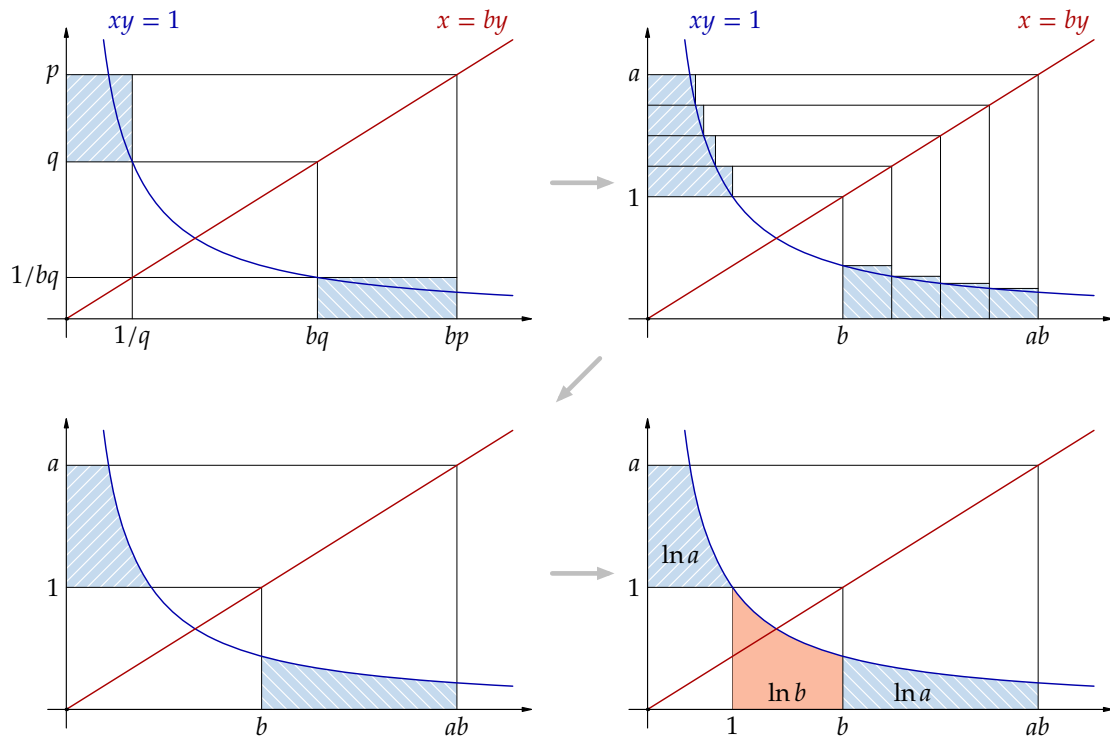 xy = 1
x = by
p
q
1/bq
1/q
bq
bp
xy = 1
x = by
a
1
b
ab
a
1
b
ab
a
ln a
1
ln b
ln a
1
b
ab